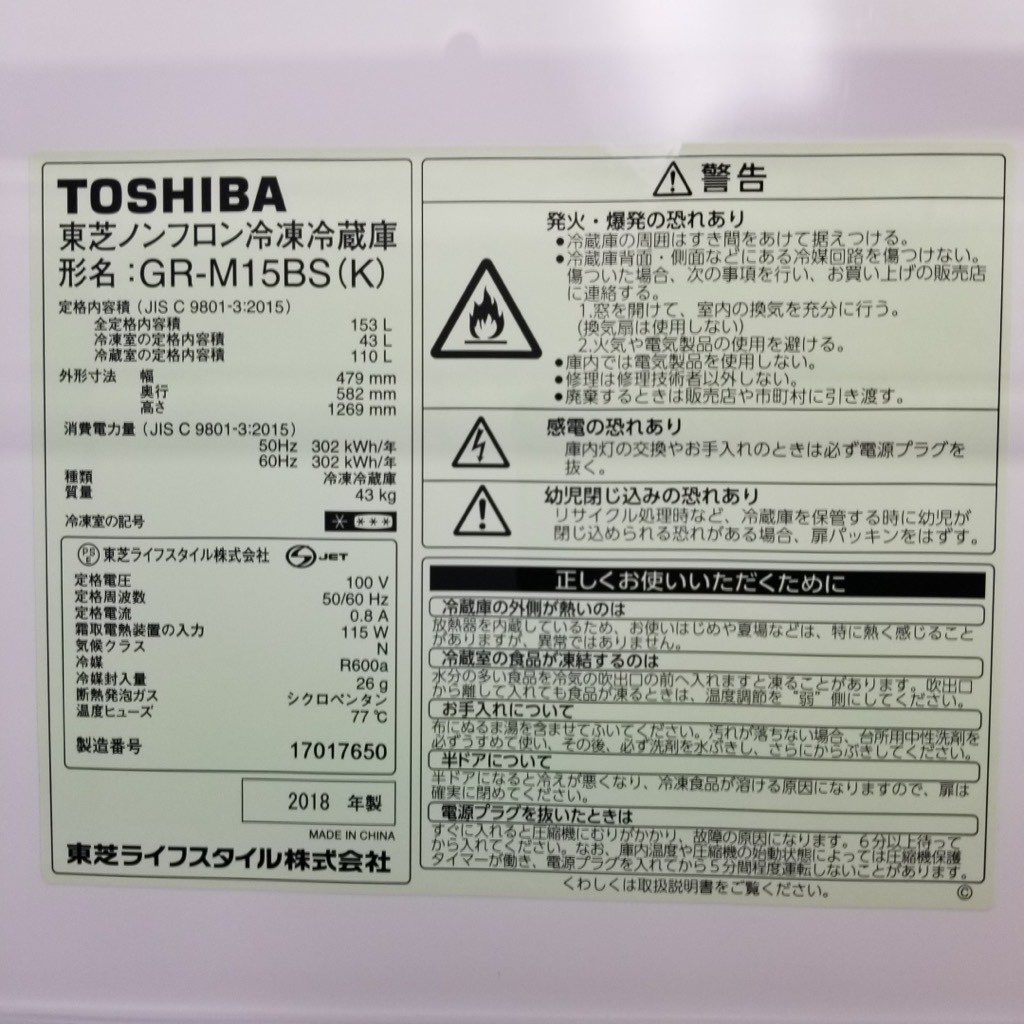 TOSHIBA
東芝ノンフロン冷凍冷蔵庫
形名：GR-M15BS(K)
定格内容積（JIS C 9801-3:2015）
全定格内容積 153 L
冷凍室の定格内容積 43 L
冷蔵室の定格内容積 110 L
外形寸法 幅 479 mm
奥行 582 mm
高さ 1269 mm
消費電力量（JIS C 9801-3:2015）
50Hz 302 kWh/年
60Hz 302 kWh/年
種類 冷凍冷蔵庫
質量 43 kg
冷凍室の記号 * ***
PSE 東芝ライフスタイル株式会社 S JET
定格電圧 100 V
定格周波数 50/60 Hz
定格電流 0.8 A
霜取電熱装置の入力 115 W
気候クラス N
冷媒 R600a
冷媒封入量 26 g
断熱発泡ガス シクロペンタン
温度ヒューズ 77 ℃
製造番号 17017650
2018 年製
MADE IN CHINA
東芝ライフスタイル株式会社
警告
発火・爆発の恐れあり
●冷蔵庫の周囲はすき間をあけて据えつける。
●冷蔵庫背面・側面などにある冷媒回路を傷つけない。
傷ついた場合、次の事項を行い、お買い上げの販売店
に連絡する。
1.窓を開けて、室内の換気を充分に行う。
(換気扇は使用しない)
2.火気や電気製品の使用を避ける。
●庫内では電気製品を使用しない。
●修理は修理技術者以外しない。
●廃棄するときは販売店や市町村に引き渡す。
感電の恐れあり
庫内灯の交換やお手入れのときは必ず電源プラグを
抜く。
幼児閉じ込みの恐れあり
リサイクル処理時など、冷蔵庫を保管する時に幼児が
閉じ込められる恐れがある場合、扉パッキンをはずす。
正しくお使いいただくために
冷蔵庫の外側が熱いのは
放熱器を内蔵しているため、お使いはじめや夏場などは、特に熱く感じること
がありますが、異常ではありません。
冷蔵室の食品が凍結するのは
水分の多い食品を冷気の吹出口の前へ入れますと凍ることがあります。吹出口
から離して入れても食品が凍るときは、温度調節を“弱”側にしてください。
お手入れについて
布にぬるま湯を含ませてふいてください。汚れが落ちない場合、台所用中性洗剤を
必ずうすめて使い、その後、必ず洗剤を水ぶきし、さらにからぶきしてください。
半ドアについて
半ドアになると冷えが悪くなり、冷凍食品が溶ける原因になりますので、扉は
確実に閉めてください。
電源プラグを抜いたときは
すぐに入れると圧縮機にむりがかかり、故障の原因になります。6分以上待って
から入れてください。なお、庫内温度や圧縮機の始動状態によっては圧縮機保護
タイマーが働き、電源プラグを入れてから5分間程度運転しないことがあります。
くわしくは取扱説明書をご覧ください。
©